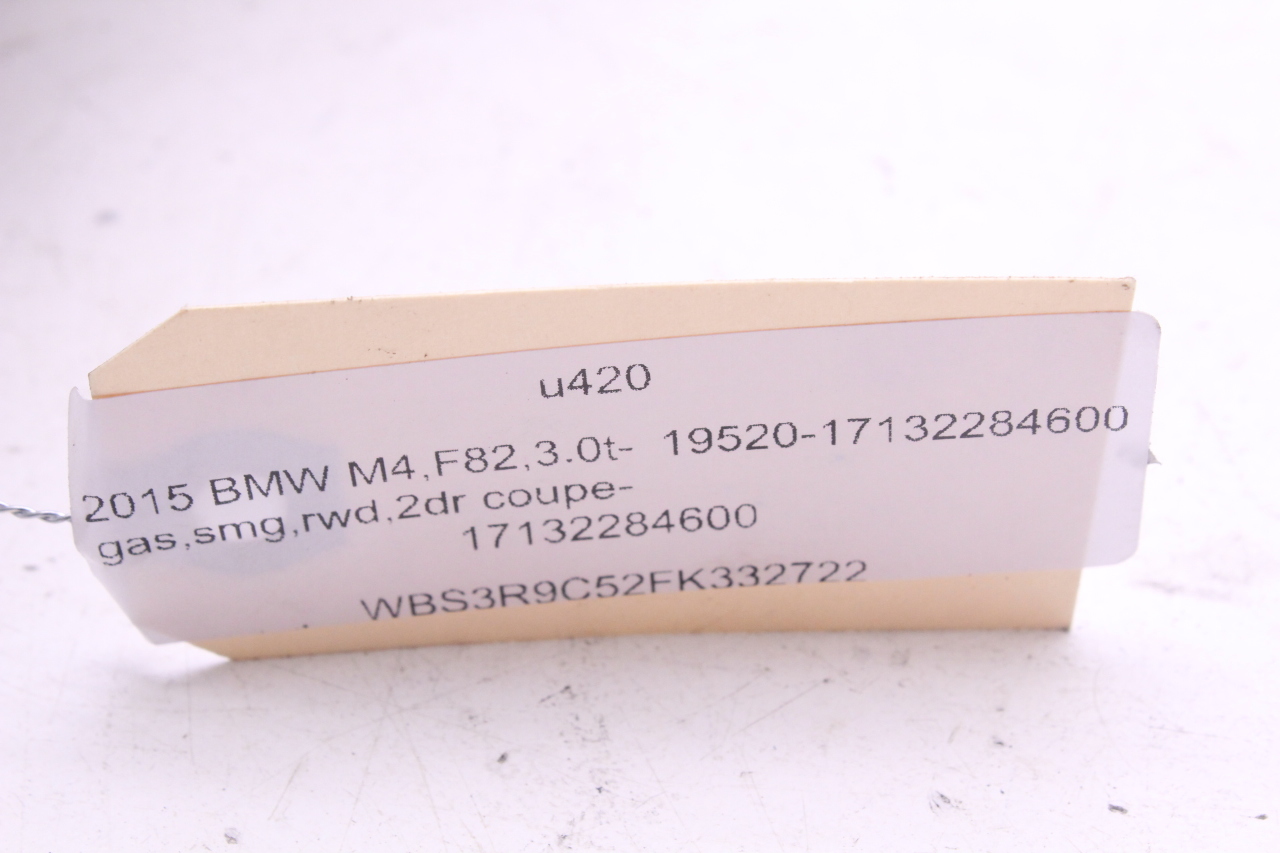 u420
2015 BMW M4,F82,3.0t- 19520-17132284600
gas,smg,rwd,2dr coupe-
17132284600
WBS3R9C52FK332722